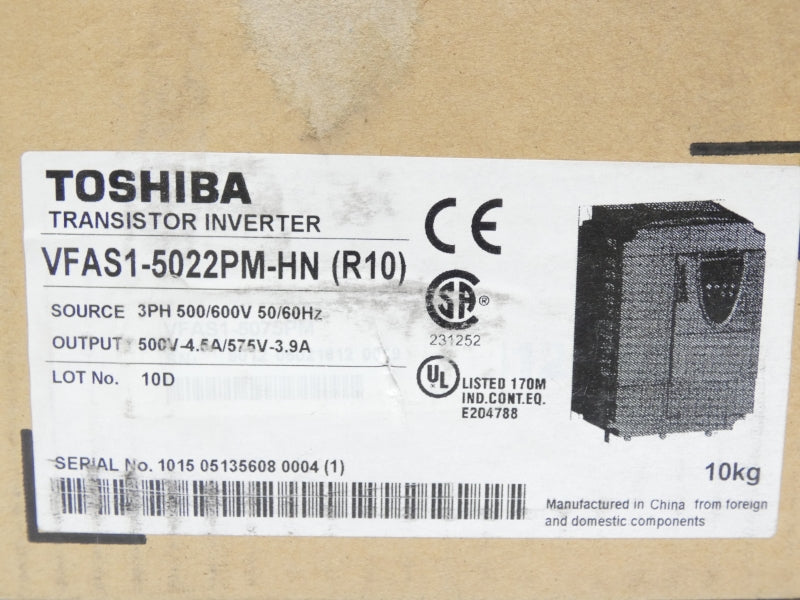 TOSHIBA
TRANSISTOR INVERTER
VFAS1-5022PM-HN (R10)
SOURCE 3PH 500/600V 50/60Hz
OUTPUT 500V-4.5A/575V-3.9A
LOT No. 10D
SERIAL No. 1015 05135608 0004 (1)
CE
SA ®
231252
UL
LISTED 170M
IND.CONT.EQ.
E204788
10kg
Manufactured in China from foreign
and domestic components